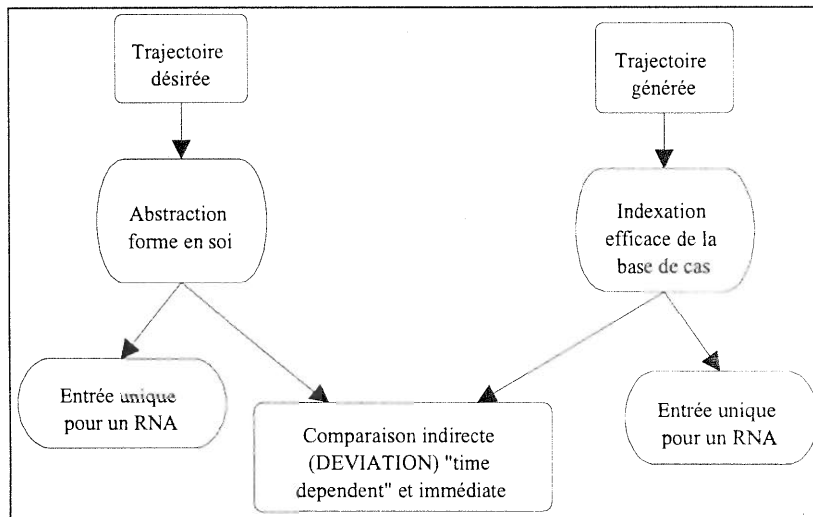 Trajectoire
désirée
Trajectoire
générée
Abstraction
forme en soi
Indexation
efficace de la
base de cas
Entrée unique
pour un RNA
Comparaison indirecte
(DEVIATION) "time
dependent" et immédiate
Entrée unique
pour un RNA